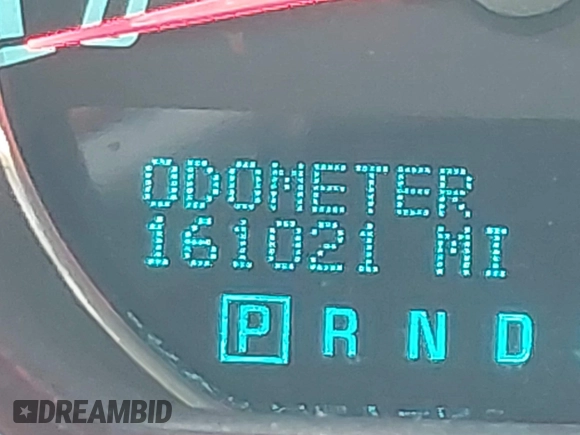 ODOMETER
161021 MI
P R N D
DREAMBID